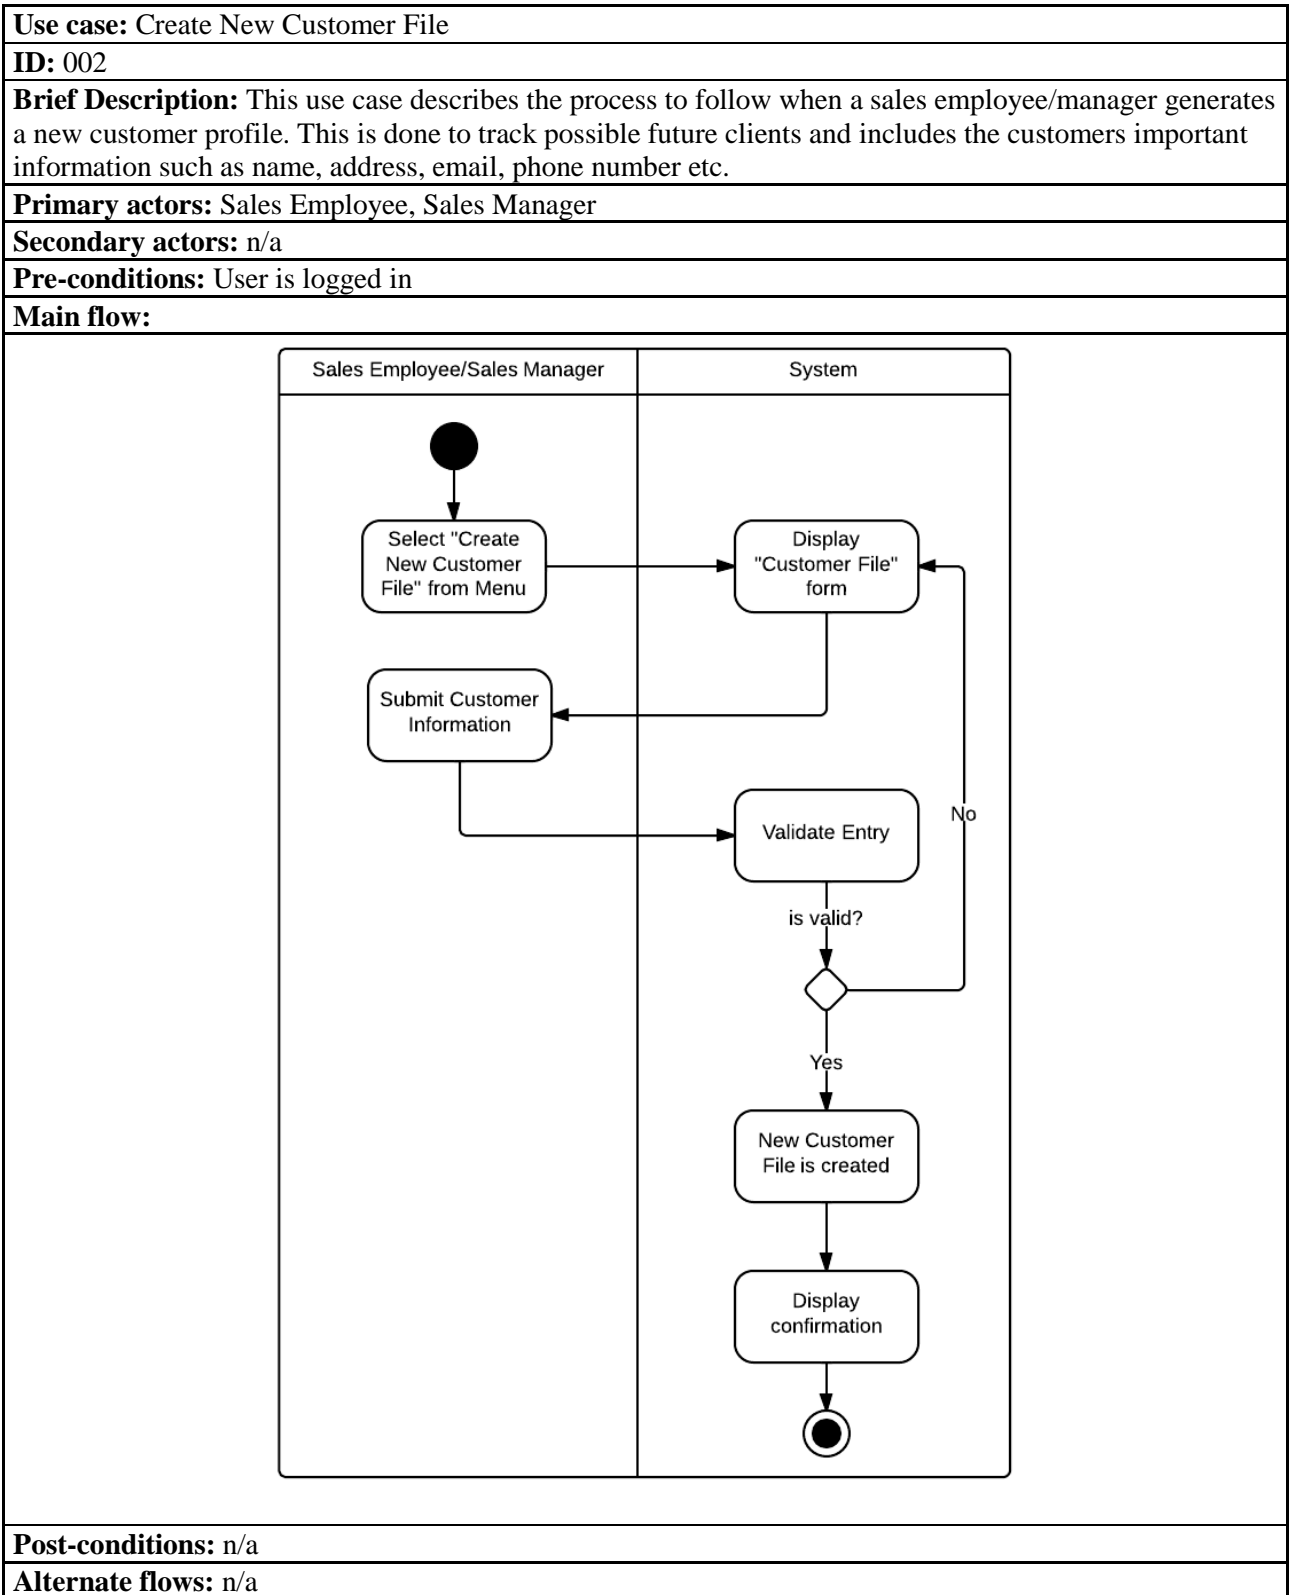 Use case: Create New Customer File
ID: 002
Brief Description: This use case describes the process to follow when a sales employee/manager generates
a new customer profile. This is done to track possible future clients and includes the customers important
information such as name, address, email, phone number etc.
Primary actors: Sales Employee, Sales Manager
Secondary actors: n/a
Pre-conditions: User is logged in
Main flow:
Sales Employee/Sales Manager
System
Select "Create
New Customer
File" from Menu
Display
"Customer File"
form
Submit Customer
Information
Validate Entry
No
is valid?
Yes
New Customer
File is created
Display
confirmation
Post-conditions: n/a
Alternate flows: n/a